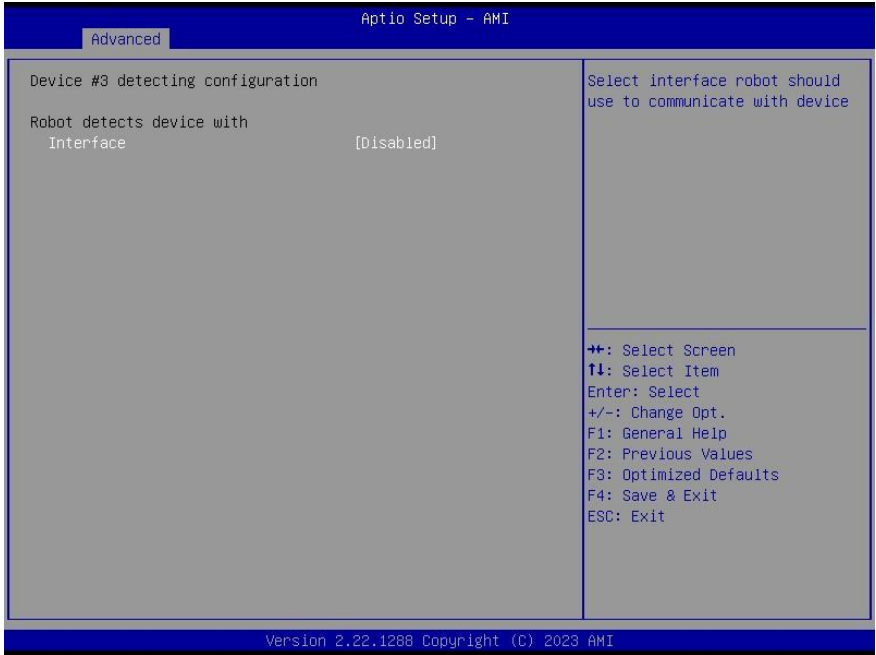 Aptio Setup – AMI
Advanced
Device #3 detecting configuration
Robot detects device with
Interface [Disabled]
Select interface robot should
use to communicate with device
→←: Select Screen
↑↓: Select Item
Enter: Select
+/-: Change Opt.
F1: General Help
F2: Previous Values
F3: Optimized Defaults
F4: Save & Exit
ESC: Exit
Version 2.22.1288 Copyright (C) 2023 AMI